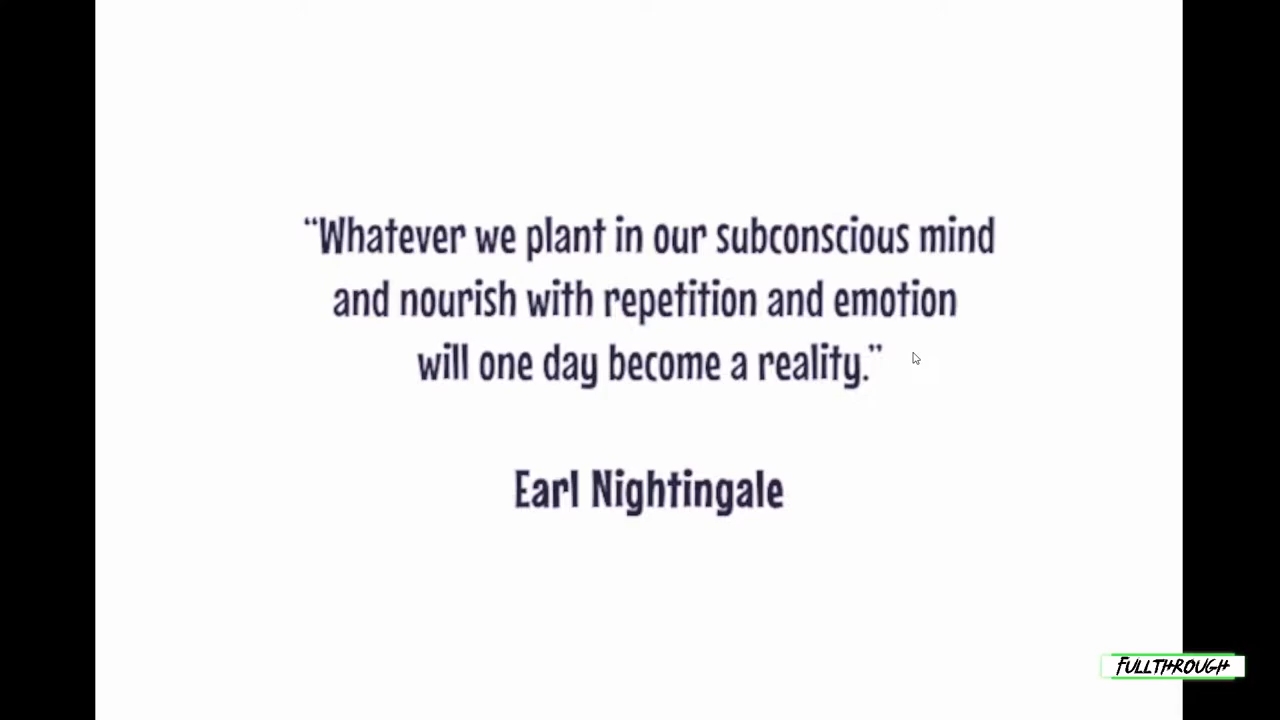 “Whatever we plant in our subconscious mind
and nourish with repetition and emotion
will one day become a reality.”
Earl Nightingale
FULLTHROUGH